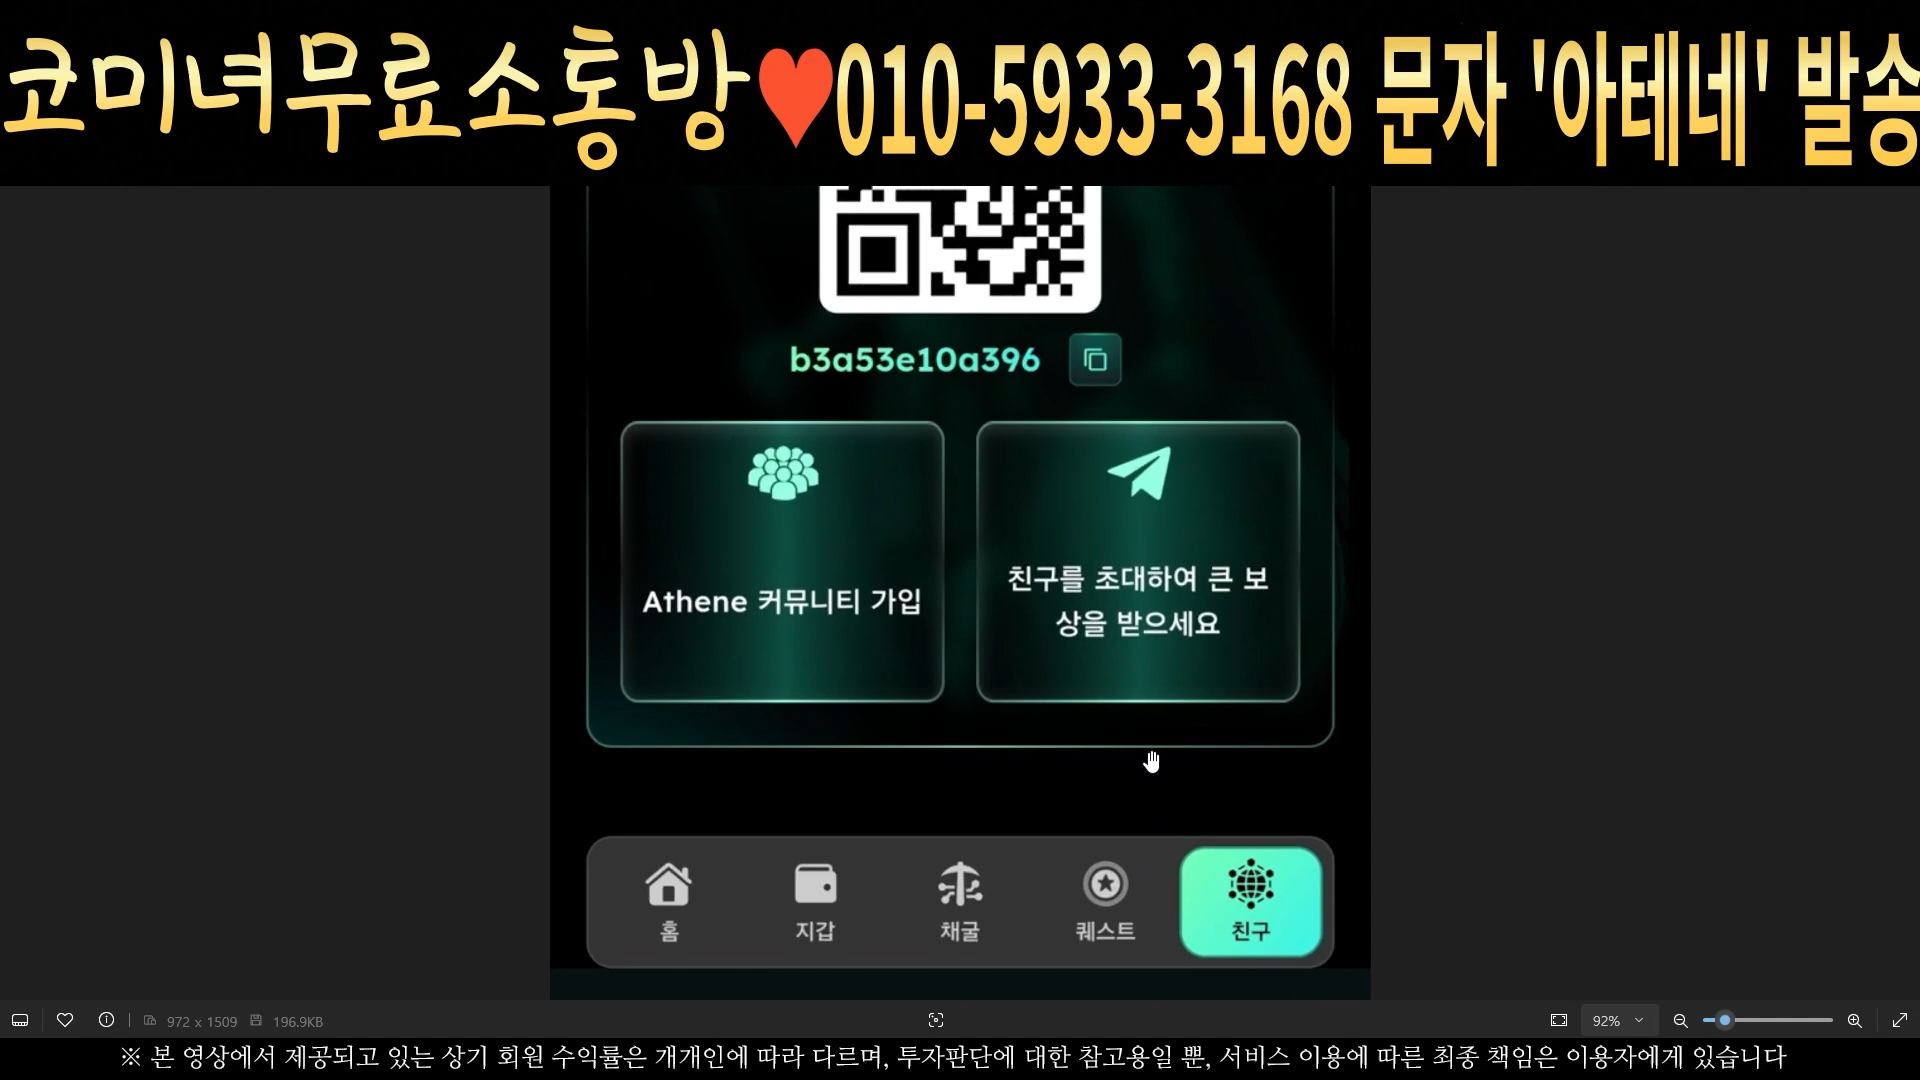 코미녀무료소통방♥010-5933-3168 문자 '아테네' 발송
b3a53e10a396
Athene 커뮤니티 가입
친구를 초대하여 큰 보
상을 받으세요
홈
지갑
채굴
퀘스트
친구
972 x 1509
196.9KB
92%
※ 본 영상에서 제공되고 있는 상기 회원 수익률은 개개인에 따라 다르며, 투자판단에 대한 참고용일 뿐, 서비스 이용에 따른 최종 책임은 이용자에게 있습니다